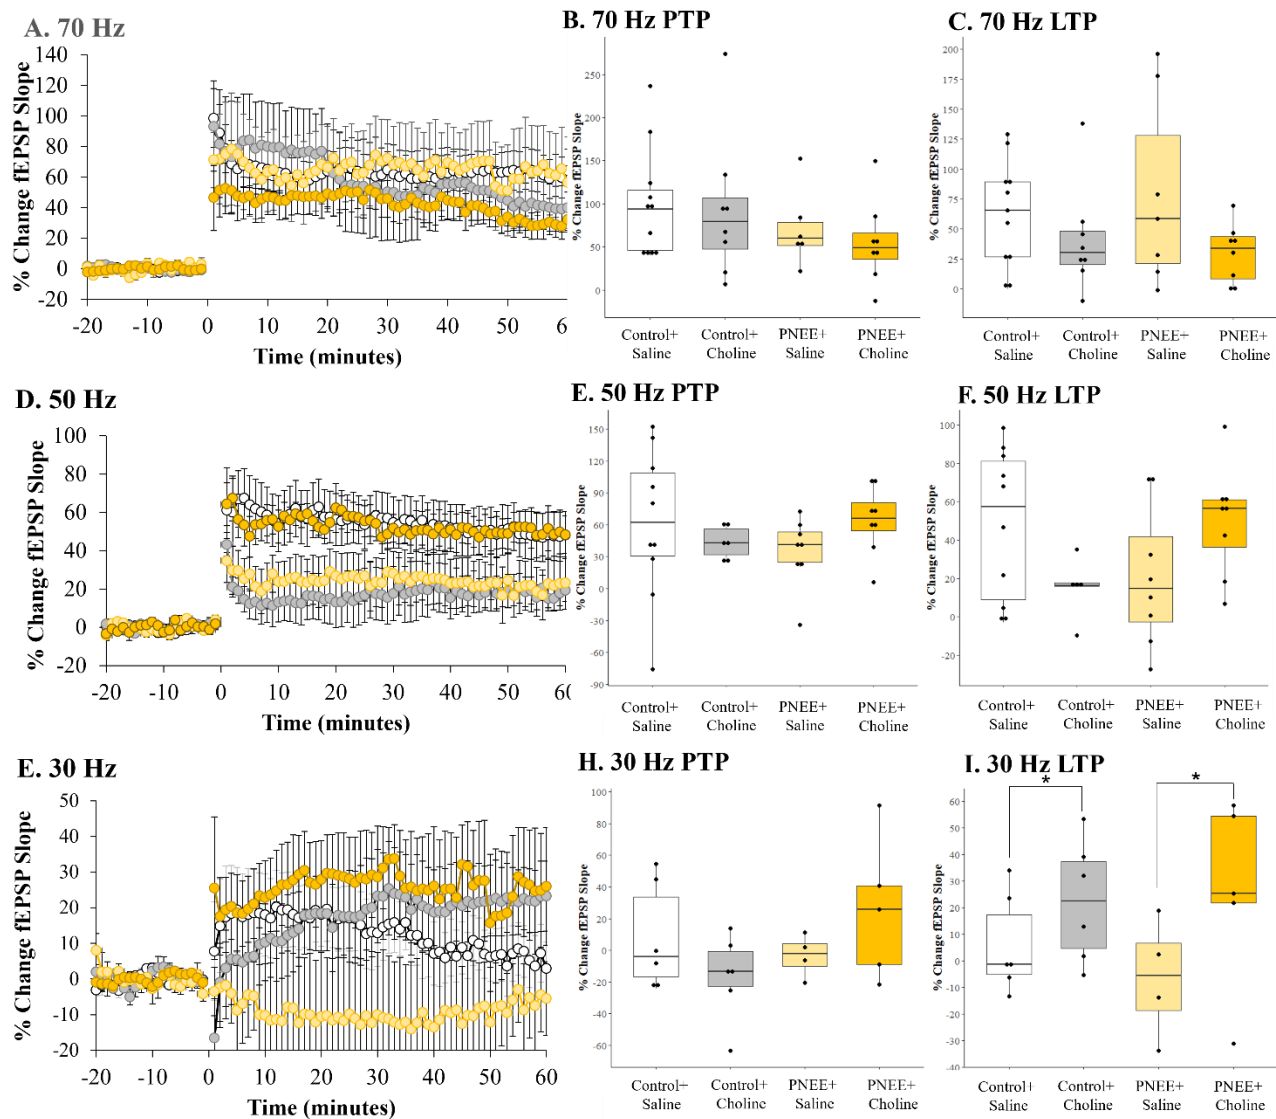 A. 70 Hz
% Change fEPSP Slope
140
120
100
80
60
40
20
0
-20
-20 -10 0 10 20 30 40 50 60
Time (minutes)
B. 70 Hz PTP
% Change fEPSP Slope
250
200
150
100
50
0
Control+ Control+ PNEE+ PNEE+
Saline Choline Saline Choline
C. 70 Hz LTP
% Change fEPSP Slope
200
175
150
125
100
75
50
25
0
Control+ Control+ PNEE+ PNEE+
Saline Choline Saline Choline
D. 50 Hz
% Change fEPSP Slope
100
80
60
40
20
0
-20
-20 -10 0 10 20 30 40 50 60
Time (minutes)
E. 50 Hz PTP
% Change fEPSP Slope
150
120
90
60
30
0
-30
-60
-90
Control+ Control+ PNEE+ PNEE+
Saline Choline Saline Choline
F. 50 Hz LTP
% Change fEPSP Slope
100
80
60
40
20
0
-20
Control+ Control+ PNEE+ PNEE+
Saline Choline Saline Choline
E. 30 Hz
% Change fEPSP Slope
50
40
30
20
10
0
-10
-20
-20 -10 0 10 20 30 40 50 60
Time (minutes)
H. 30 Hz PTP
% Change fEPSP Slope
100
80
60
40
20
0
-20
-40
-60
Control+ Control+ PNEE+ PNEE+
Saline Choline Saline Choline
I. 30 Hz LTP
* *
% Change fEPSP Slope
60
50
40
30
20
10
0
-10
-20
-30
-40
Control+ Control+ PNEE+ PNEE+
Saline Choline Saline Choline